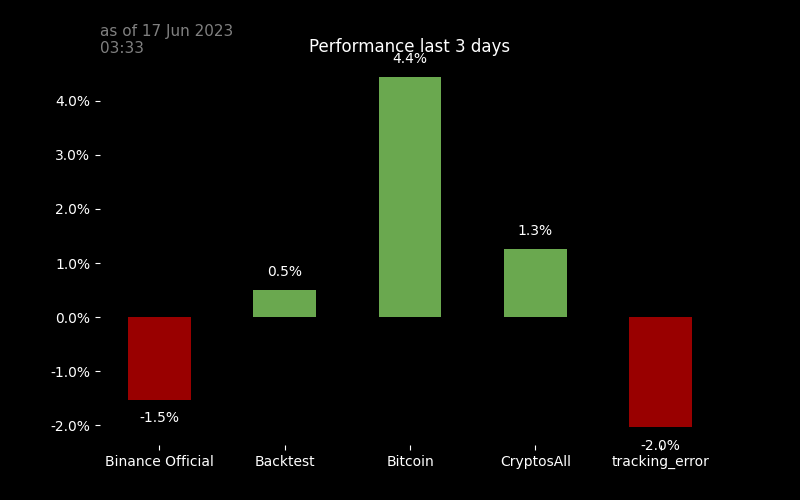 as of 17 Jun 2023
03:33
Performance last 3 days
4.4%
4.0%
3.0%
2.0%
1.3%
1.0%
0.5%
0.0%
-1.0%
-1.5%
-2.0%
-2.0%
Binance Official
Backtest
Bitcoin
CryptosAll
tracking_error